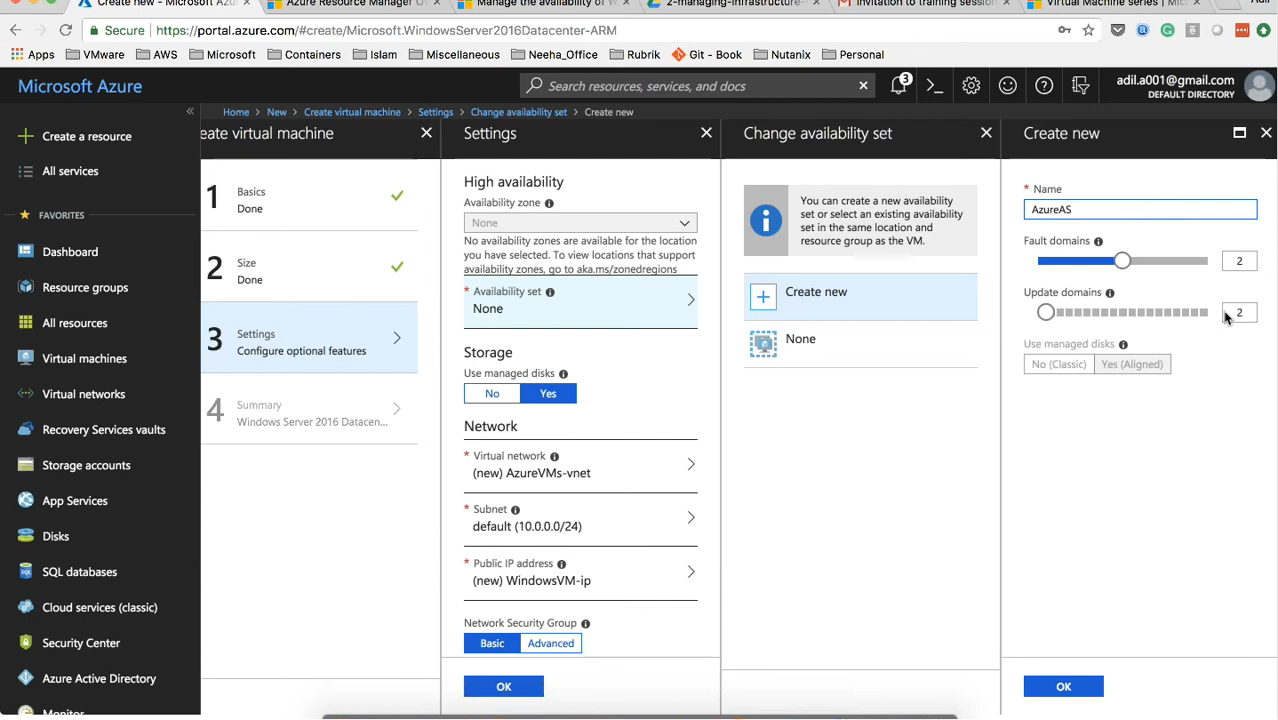 Create new - Microsoft Az
Azure Resource Manager O
Manage the availability of W
2-managing-infrastructure-
Invitation to training session
Virtual Machine series | Mic
Adil
Secure
https://portal.azure.com/#create/Microsoft.WindowsServer2016Datacenter-ARM
Apps
VMware
AWS
Microsoft
Containers
Islam
Miscellaneous
Neeha_Office
Rubrik
Git - Book
Nutanix
Personal
Microsoft Azure
Search resources, services, and docs
3
adil.a001@gmail.com
DEFAULT DIRECTORY
Home > New > Create virtual machine > Settings > Change availability set > Create new
Create a resource
All services
FAVORITES
Dashboard
Resource groups
All resources
Virtual machines
Virtual networks
Recovery Services vaults
Storage accounts
App Services
Disks
SQL databases
Cloud services (classic)
Security Center
Azure Active Directory
Monitor
eate virtual machine
1
Basics
Done
2
Size
Done
3
Settings
Configure optional features
4
Summary
Windows Server 2016 Datacen...
Settings
High availability
Availability zone
None
No availability zones are available for the location
you have selected. To view locations that support
availability zones, go to aka.ms/zonedregions
* Availability set
None
Storage
Use managed disks
No
Yes
Network
* Virtual network
(new) AzureVMs-vnet
* Subnet
default (10.0.0.0/24)
* Public IP address
(new) WindowsVM-ip
Network Security Group
Basic
Advanced
OK
Change availability set
You can create a new availability
set or select an existing availability
set in the same location and
resource group as the VM.
Create new
None
Create new
* Name
AzureAS
Fault domains
2
Update domains
2
Use managed disks
No (Classic)
Yes (Aligned)
OK